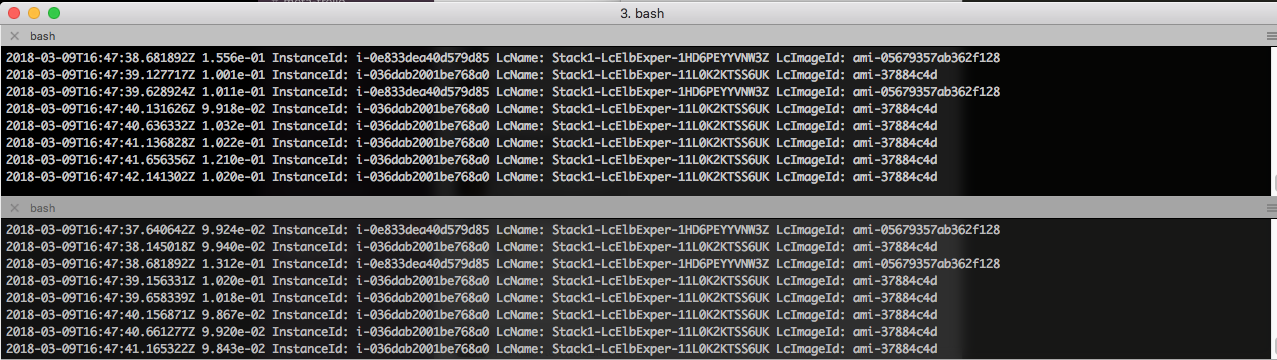 3. bash
bash
2018-03-09T16:47:38.681892Z 1.556e-01 InstanceId: i-0e833dea40d579d85 LcName: Stack1-LcElbExper-1HD6PEYYVNW3Z LcImageId: ami-05679357ab362f128
2018-03-09T16:47:39.127717Z 1.001e-01 InstanceId: i-036dab2001be768a0 LcName: Stack1-LcElbExper-11L0K2KTSS6UK LcImageId: ami-37884c4d
2018-03-09T16:47:39.628924Z 1.011e-01 InstanceId: i-0e833dea40d579d85 LcName: Stack1-LcElbExper-1HD6PEYYVNW3Z LcImageId: ami-05679357ab362f128
2018-03-09T16:47:40.131626Z 9.918e-02 InstanceId: i-036dab2001be768a0 LcName: Stack1-LcElbExper-11L0K2KTSS6UK LcImageId: ami-37884c4d
2018-03-09T16:47:40.636332Z 1.032e-01 InstanceId: i-036dab2001be768a0 LcName: Stack1-LcElbExper-11L0K2KTSS6UK LcImageId: ami-37884c4d
2018-03-09T16:47:41.136828Z 1.022e-01 InstanceId: i-036dab2001be768a0 LcName: Stack1-LcElbExper-11L0K2KTSS6UK LcImageId: ami-37884c4d
2018-03-09T16:47:41.656356Z 1.210e-01 InstanceId: i-036dab2001be768a0 LcName: Stack1-LcElbExper-11L0K2KTSS6UK LcImageId: ami-37884c4d
2018-03-09T16:47:42.141302Z 1.020e-01 InstanceId: i-036dab2001be768a0 LcName: Stack1-LcElbExper-11L0K2KTSS6UK LcImageId: ami-37884c4d
bash
2018-03-09T16:47:37.640642Z 9.924e-02 InstanceId: i-0e833dea40d579d85 LcName: Stack1-LcElbExper-1HD6PEYYVNW3Z LcImageId: ami-05679357ab362f128
2018-03-09T16:47:38.145018Z 9.940e-02 InstanceId: i-036dab2001be768a0 LcName: Stack1-LcElbExper-11L0K2KTSS6UK LcImageId: ami-37884c4d
2018-03-09T16:47:38.681892Z 1.312e-01 InstanceId: i-0e833dea40d579d85 LcName: Stack1-LcElbExper-1HD6PEYYVNW3Z LcImageId: ami-05679357ab362f128
2018-03-09T16:47:39.156331Z 1.020e-01 InstanceId: i-036dab2001be768a0 LcName: Stack1-LcElbExper-11L0K2KTSS6UK LcImageId: ami-37884c4d
2018-03-09T16:47:39.658339Z 1.018e-01 InstanceId: i-036dab2001be768a0 LcName: Stack1-LcElbExper-11L0K2KTSS6UK LcImageId: ami-37884c4d
2018-03-09T16:47:40.156871Z 9.867e-02 InstanceId: i-036dab2001be768a0 LcName: Stack1-LcElbExper-11L0K2KTSS6UK LcImageId: ami-37884c4d
2018-03-09T16:47:40.661277Z 9.920e-02 InstanceId: i-036dab2001be768a0 LcName: Stack1-LcElbExper-11L0K2KTSS6UK LcImageId: ami-37884c4d
2018-03-09T16:47:41.165322Z 9.843e-02 InstanceId: i-036dab2001be768a0 LcName: Stack1-LcElbExper-11L0K2KTSS6UK LcImageId: ami-37884c4d